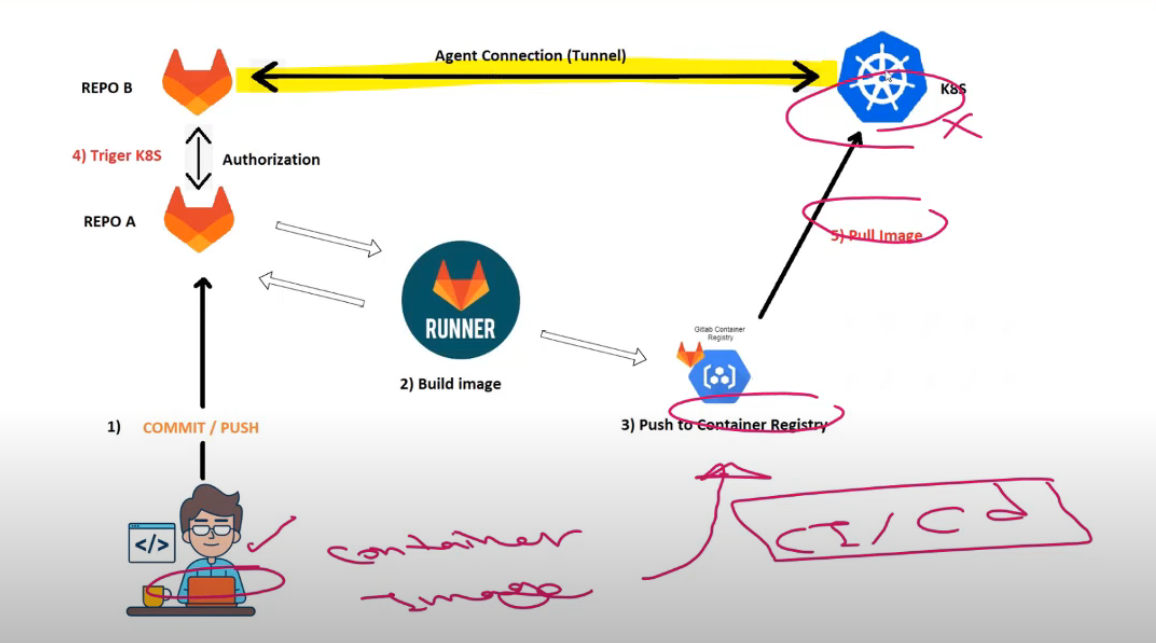 Agent Connection (Tunnel)
REPO B
K8S
X
4) Triger K8S
Authorization
REPO A
5) Pull Image
RUNNER
Gitlab Container
Registry
2) Build image
1)
COMMIT / PUSH
3) Push to Container Registry
</>
container
Image
CI/Cd